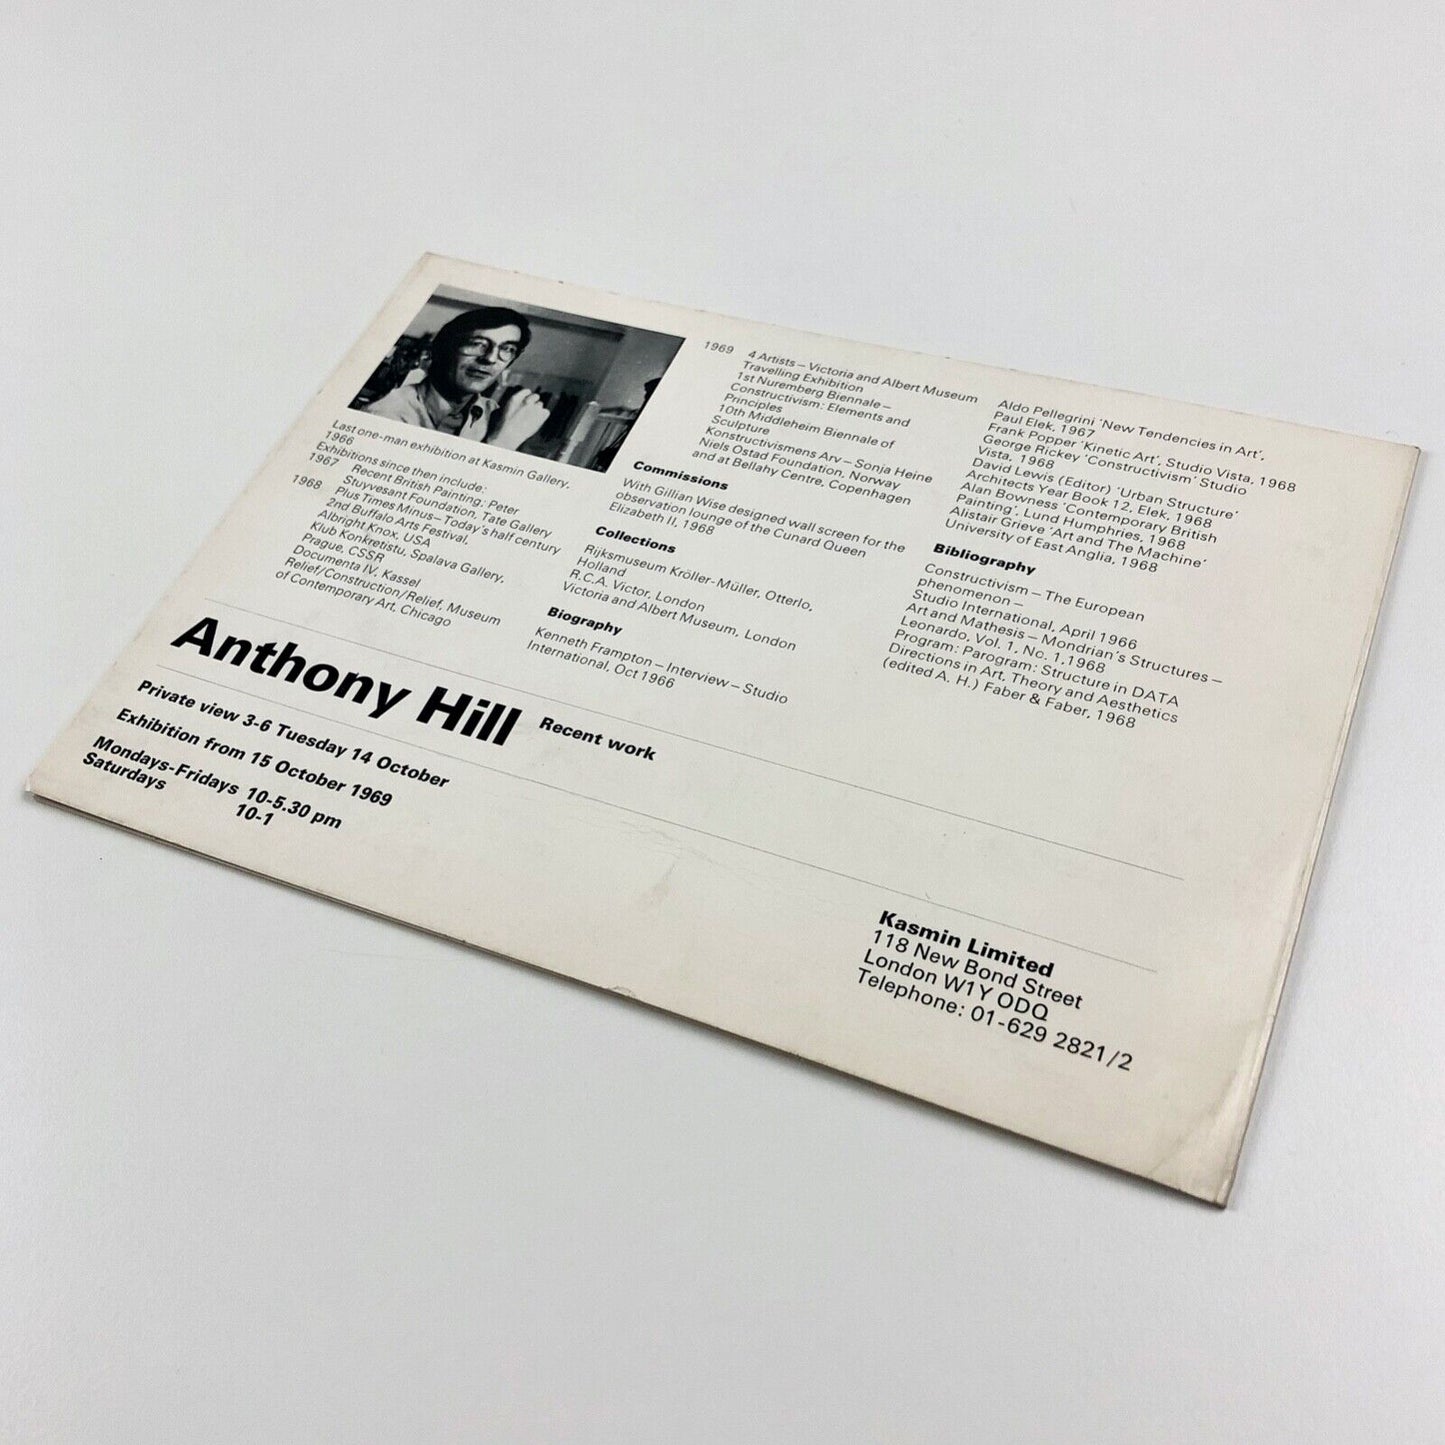 Last one-man exhibition at Kasmin Gallery,
1966
Exhibitions since then include:
1967 Recent British Painting: Peter
Stuyvesant Foundation, Tate Gallery
1968 Plus Times Minus—Today's half century
2nd Buffalo Arts Festival,
Albright Knox, USA
Klub Konkretistu, Spalava Gallery,
Prague, CSSR
Documenta IV, Kassel
Relief/Construction/Relief, Museum
of Contemporary Art, Chicago
1969 4 Artists — Victoria and Albert Museum
Travelling Exhibition
1st Nuremberg Biennale —
Constructivism: Elements and
Principles
10th Middleheim Biennale of
Sculpture
Konstructivismens Arv — Sonja Heine
Niels Ostad Foundation, Norway
and at Bellahy Centre, Copenhagen
Commissions
With Gillian Wise designed wall screen for the
observation lounge of the Cunard Queen
Elizabeth II, 1968
Collections
Rijksmuseum Kröller-Müller, Otterlo,
Holland
R.C.A. Victor, London
Victoria and Albert Museum, London
Biography
Kenneth Frampton — Interview — Studio
International, Oct 1966
Aldo Pellegrini 'New Tendencies in Art',
Paul Elek, 1967
Frank Popper 'Kinetic Art', Studio Vista, 1968
George Rickey 'Constructivism' Studio
Vista, 1968
David Lewis (Editor) 'Urban Structure'
Architects Year Book 12, Elek, 1968
Alan Bowness 'Contemporary British
Painting', Lund Humphries, 1968
Alistair Grieve 'Art and The Machine'
University of East Anglia, 1968
Bibliography
Constructivism — The European
phenomenon —
Studio International, April 1966
Art and Mathesis — Mondrian's Structures —
Leonardo, Vol. 1, No. 1, 1968
Program: Parogram: Structure in DATA
Directions in Art, Theory and Aesthetics
(edited A. H.) Faber & Faber, 1968
Anthony Hill Recent work
Private view 3-6 Tuesday 14 October
Exhibition from 15 October 1969
Mondays-Fridays 10-5.30 pm
Saturdays 10-1
Kasmin Limited
118 New Bond Street
London W1Y ODQ
Telephone: 01-629 2821/2